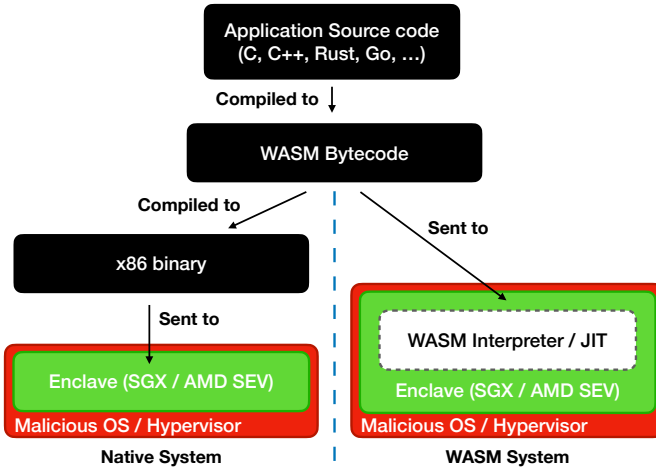 Application Source code
(C, C++, Rust, Go, …)
Compiled to
WASM Bytecode
Compiled to
Sent to
x86 binary
Sent to
WASM Interpreter / JIT
Enclave (SGX / AMD SEV)
Enclave (SGX / AMD SEV)
Malicious OS / Hypervisor
Malicious OS / Hypervisor
Native System
WASM System